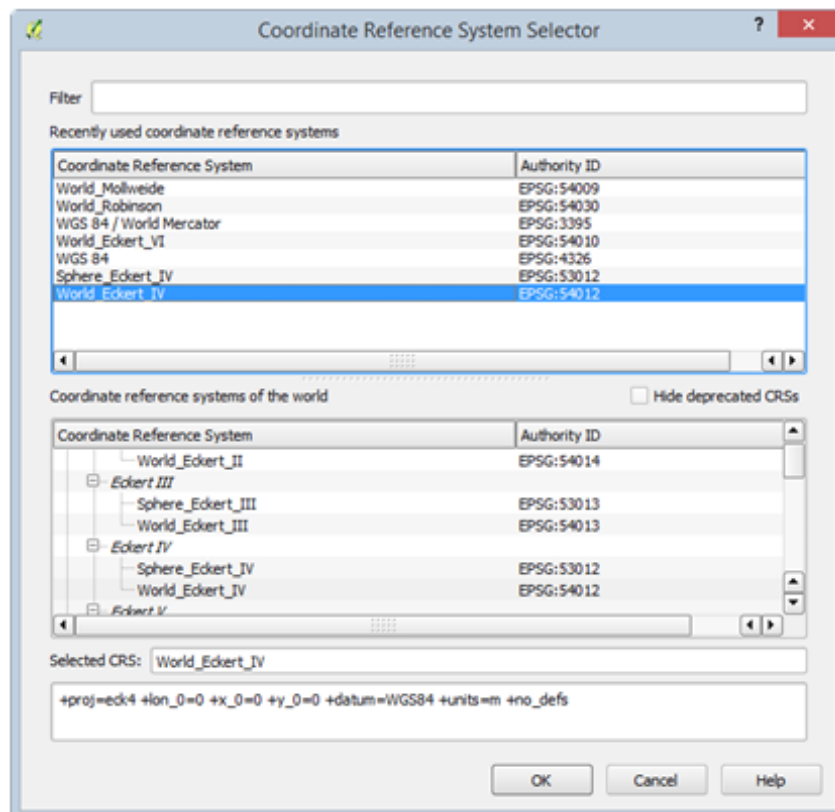 Coordinate Reference System Selector ? ×
Filter
Recently used coordinate reference systems
Coordinate Reference System Authority ID
World_Mollweide EPSG:54009
World_Robinson EPSG:54030
WGS 84 / World Mercator EPSG:3395
World_Eckert_VI EPSG:54010
WGS 84 EPSG:4326
Sphere_Eckert_IV EPSG:53012
World_Eckert_IV EPSG:54012
Coordinate reference systems of the world Hide deprecated CRSs
Coordinate Reference System Authority ID
World_Eckert_II EPSG:54014
Eckert III
Sphere_Eckert_III EPSG:53013
World_Eckert_III EPSG:54013
Eckert IV
Sphere_Eckert_IV EPSG:53012
World_Eckert_IV EPSG:54012
Eckert V
Selected CRS: World_Eckert_IV
+proj=eck4 +lon_0=0 +x_0=0 +y_0=0 +datum=WGS84 +units=m +no_defs
OK Cancel Help